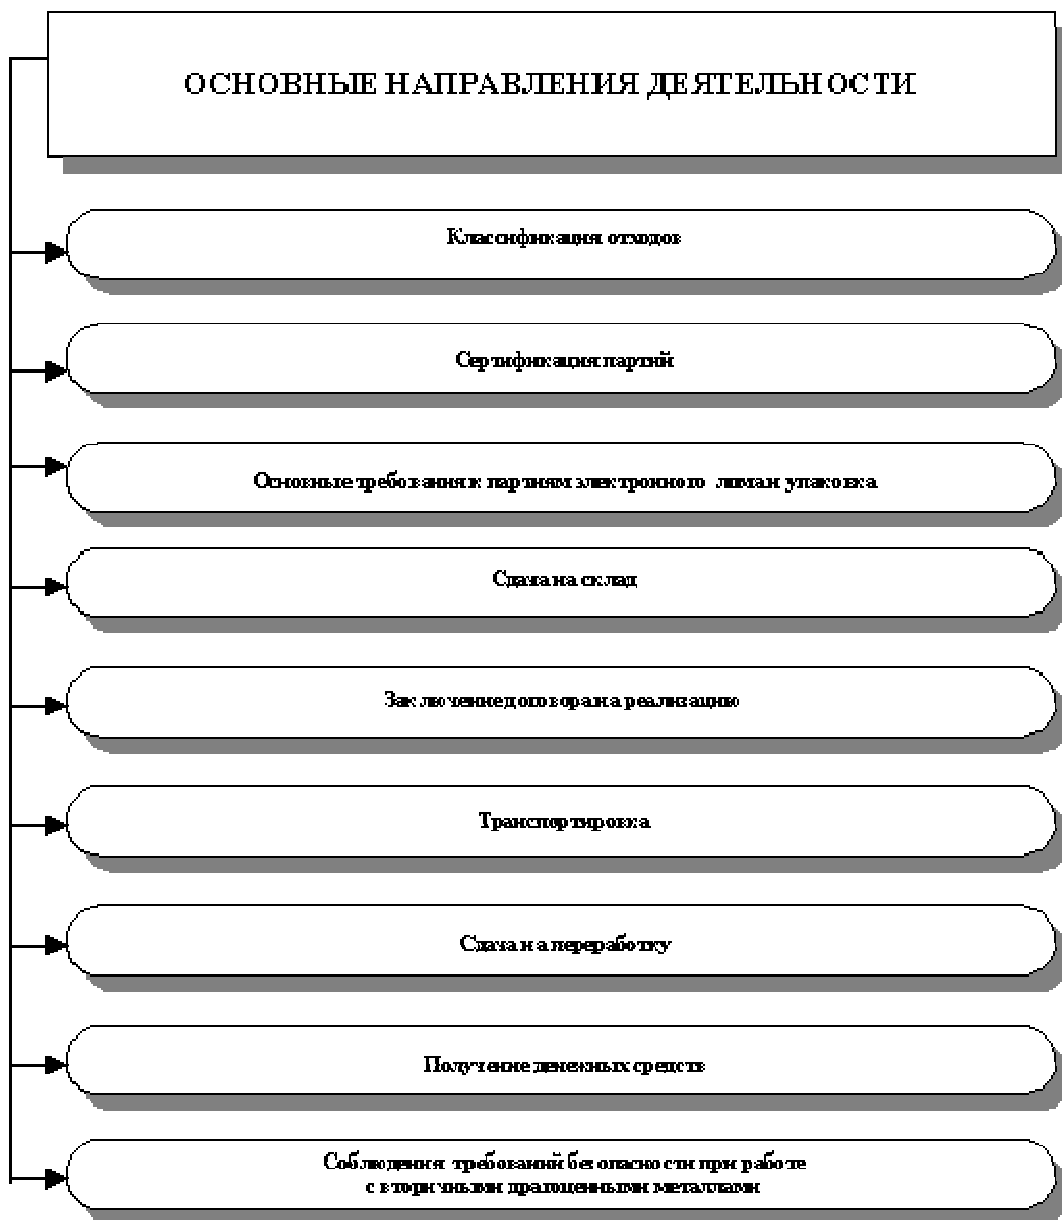 ОСНОВНЫЕ НАПРАВЛЕНИЯ ДЕЯТЕЛЬНОСТИ
Классификация отходов
Сертификация партий
Основные требования к партиям электронного лома и упаковка
Сдача на склад
Заключение договора на реализацию
Транспортировка
Сдача на переработку
Получение денежных средств
Соблюдения требований безопасности при работе
с вторичными драгоценными металлами